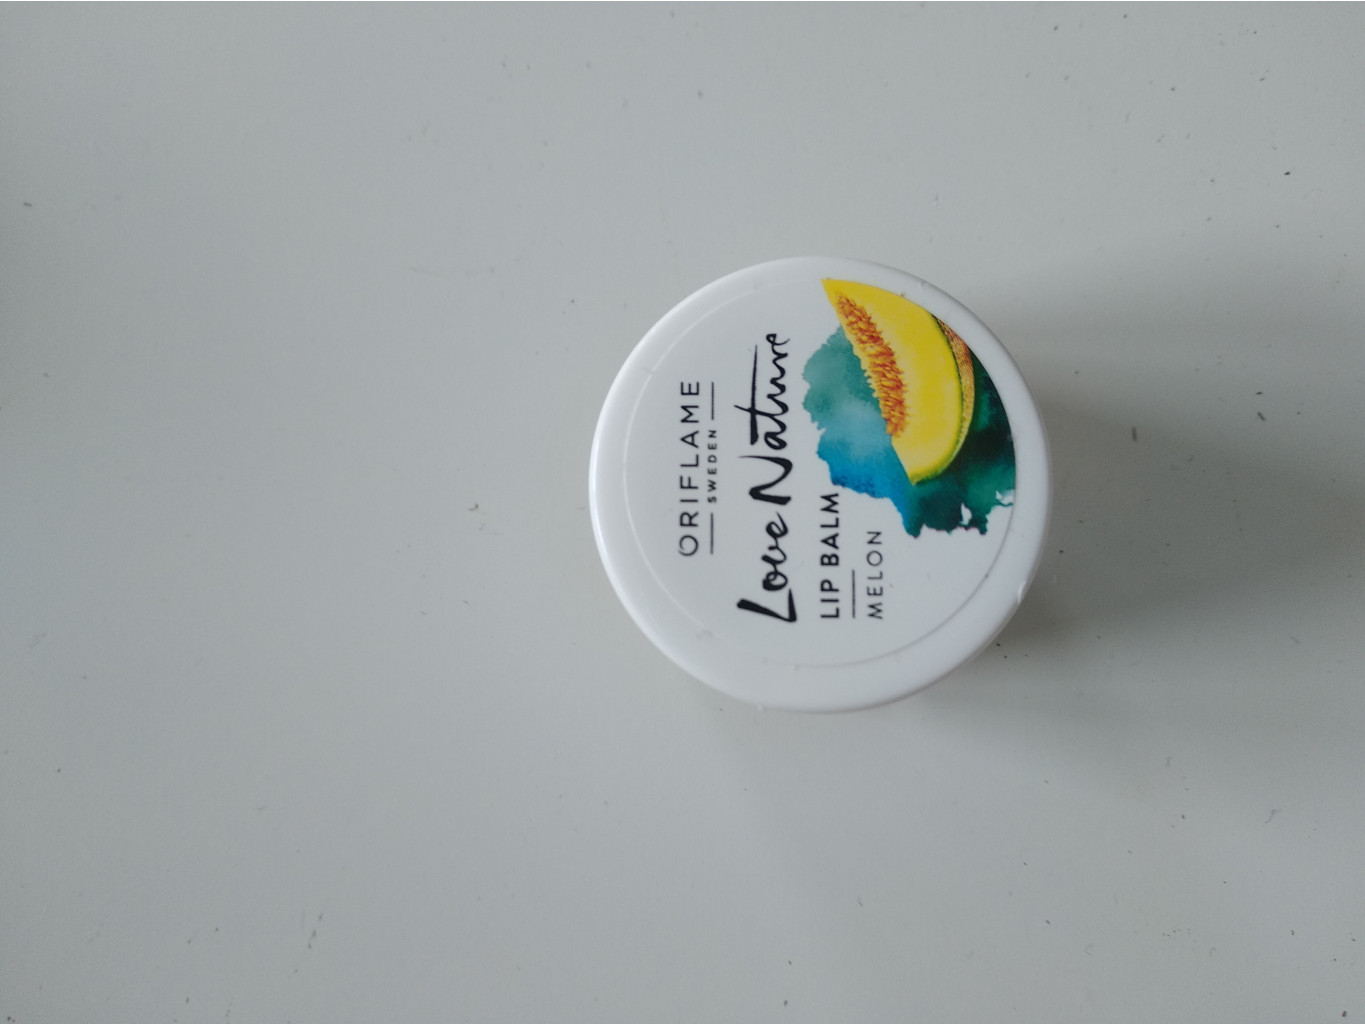 ORIFLAME
SWEDEN
Love Nature
LIP BALM
MELON